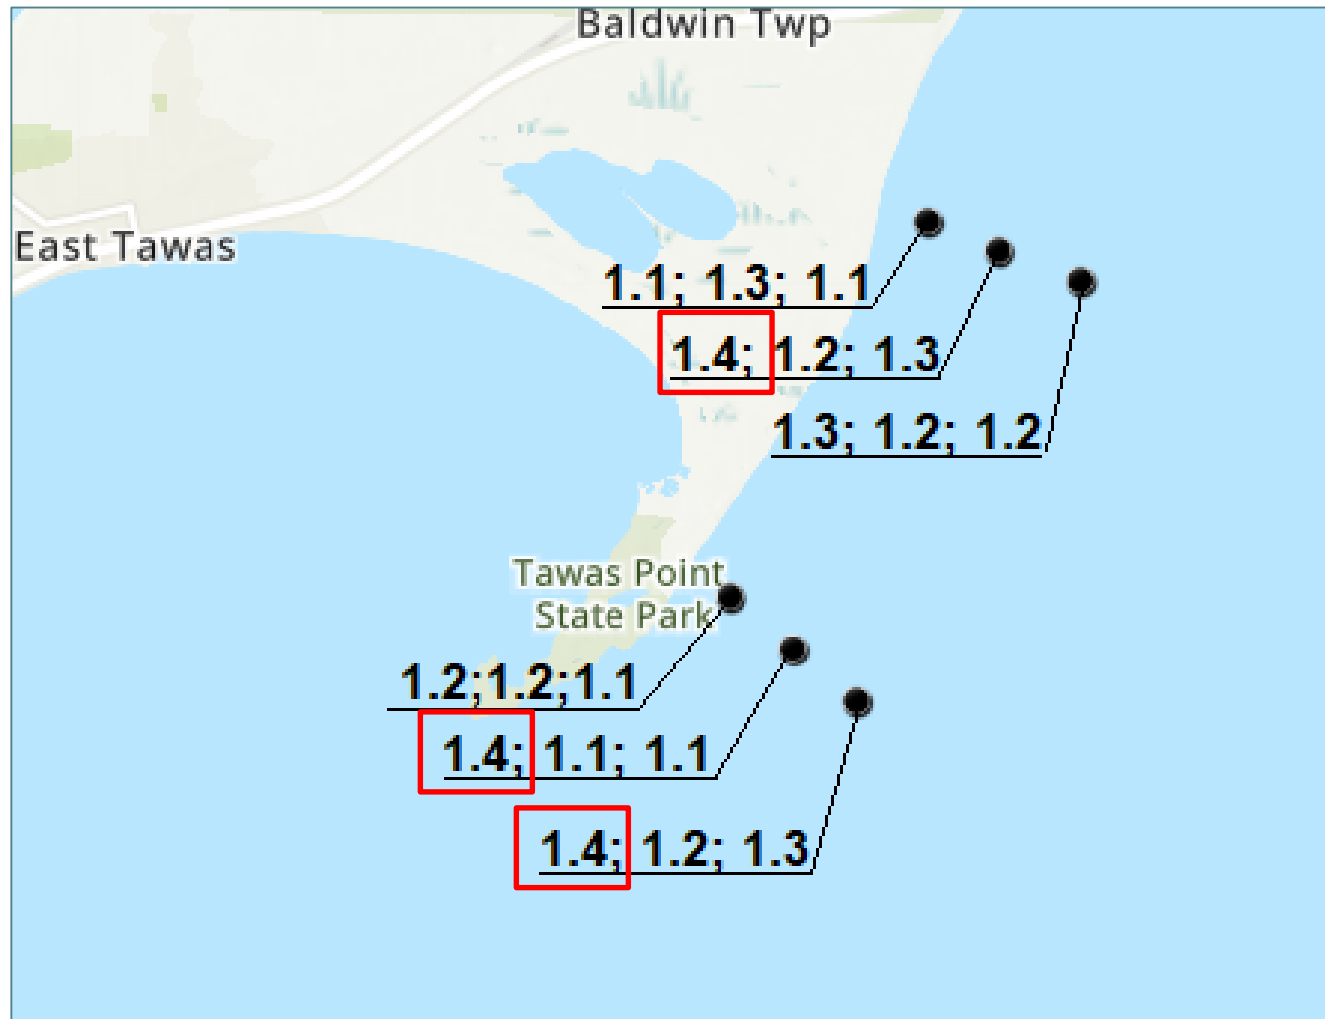 Baldwin Twp
East Tawas
1.1; 1.3; 1.1
1.4; 1.2; 1.3
1.3; 1.2; 1.2
Tawas Point
State Park
1.2;1.2;1.1
1.4; 1.1; 1.1
1.4; 1.2; 1.3